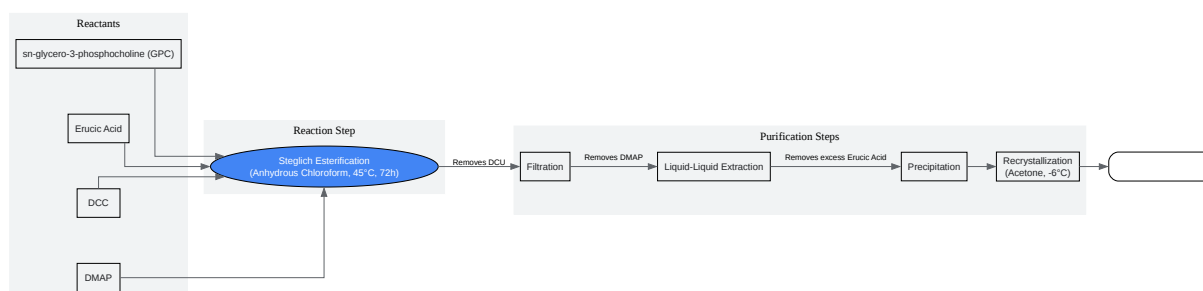 Reactants
sn-glycero-3-phosphocholine (GPC)
Erucic Acid
DCC
DMAP
Reaction Step
Steglich Esterification
(Anhydrous Chloroform, 45°C, 72h)
Removes DCU
Purification Steps
Filtration
Removes DMAP
Liquid-Liquid Extraction
Removes excess Erucic Acid
Precipitation
Recrystallization
(Acetone, -6°C)